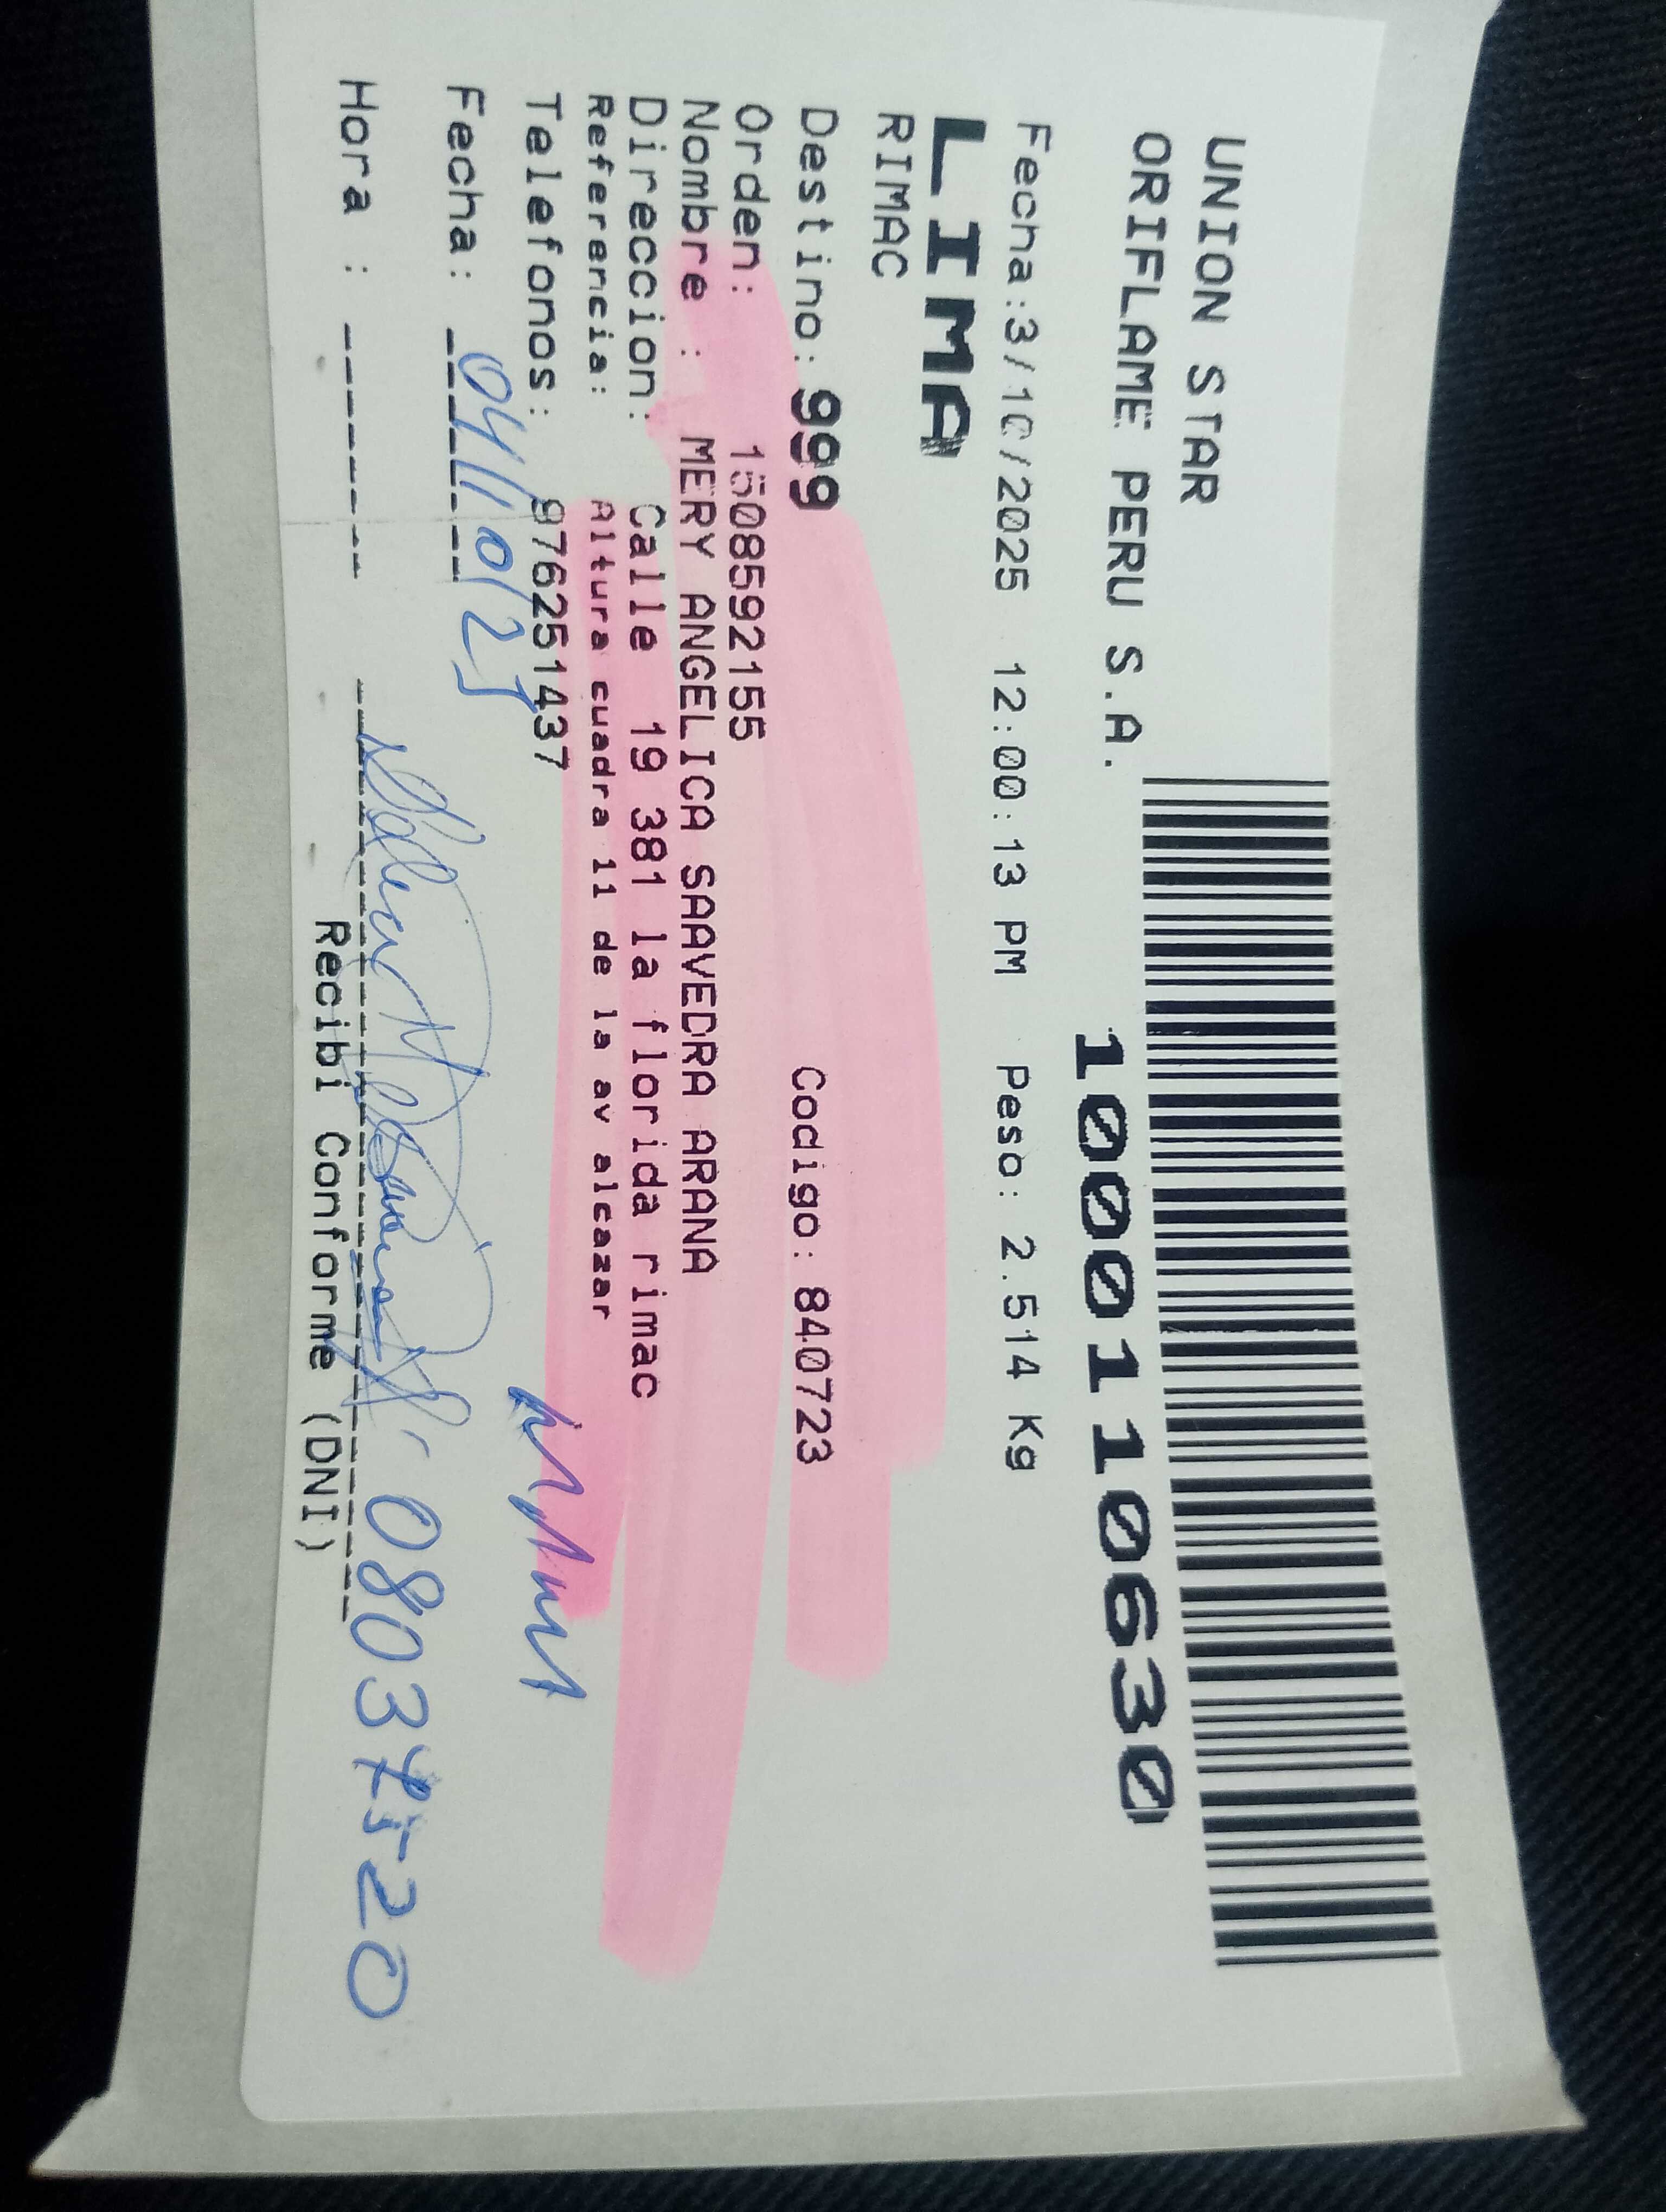 UNION STAR
ORIFLAME PERU S.A.
10001110630
Fecha:3/10/2025 12:00:13 PM Peso: 2.514 Kg
LIMA
RIMAC
Destino: 999 Codigo: 840723
Orden: 1508592155
Nombre : MERY ANGELICA SAAVEDRA ARANA
Direccion: Calle 19 381 la florida rimac
Referencia: Altura cuadra 11 de la av alcazar
Telefonos: 976251437
Fecha: 04/10/25
Hora :
Recibi Conforme (DNI)